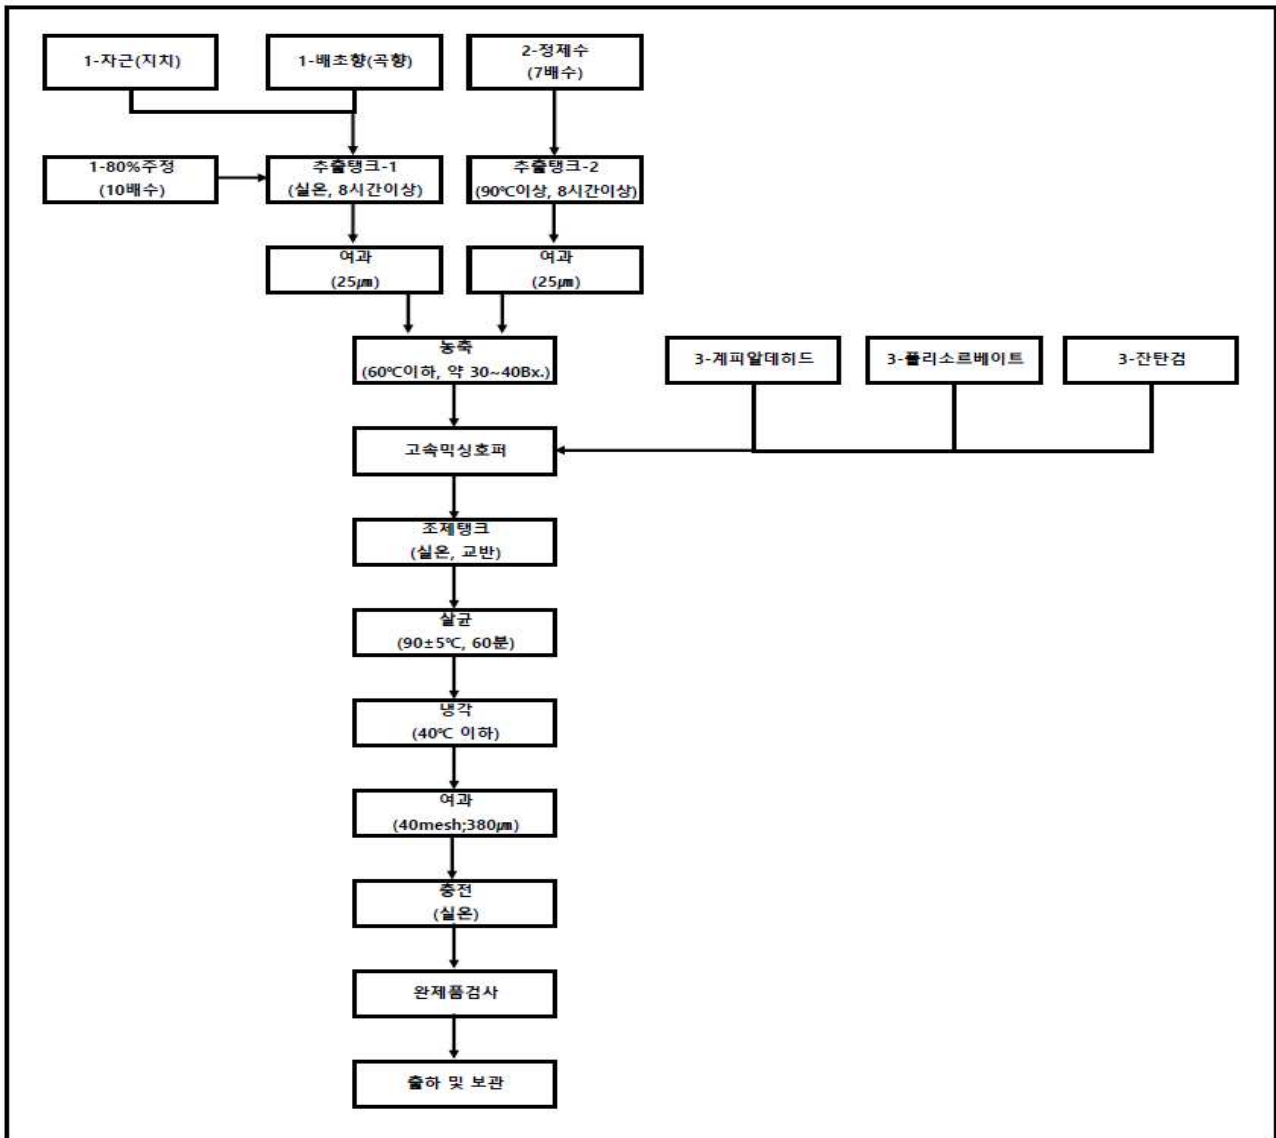 1-자근(지치)
1-배초향(곡향)
2-정제수
(7배수)
1-80%주정
(10배수)
추출탱크-1
(실온, 8시간이상)
추출탱크-2
(90℃이상, 8시간이상)
여과
(25㎛)
여과
(25㎛)
농축
(60℃이하, 약 30~40Bx.)
3-계피알데히드
3-폴리소르베이트
3-잔탄검
고속믹싱호퍼
조제탱크
(실온, 교반)
살균
(90±5℃, 60분)
냉각
(40℃ 이하)
여과
(40mesh;380㎛)
충전
(실온)
완제품검사
출하 및 보관